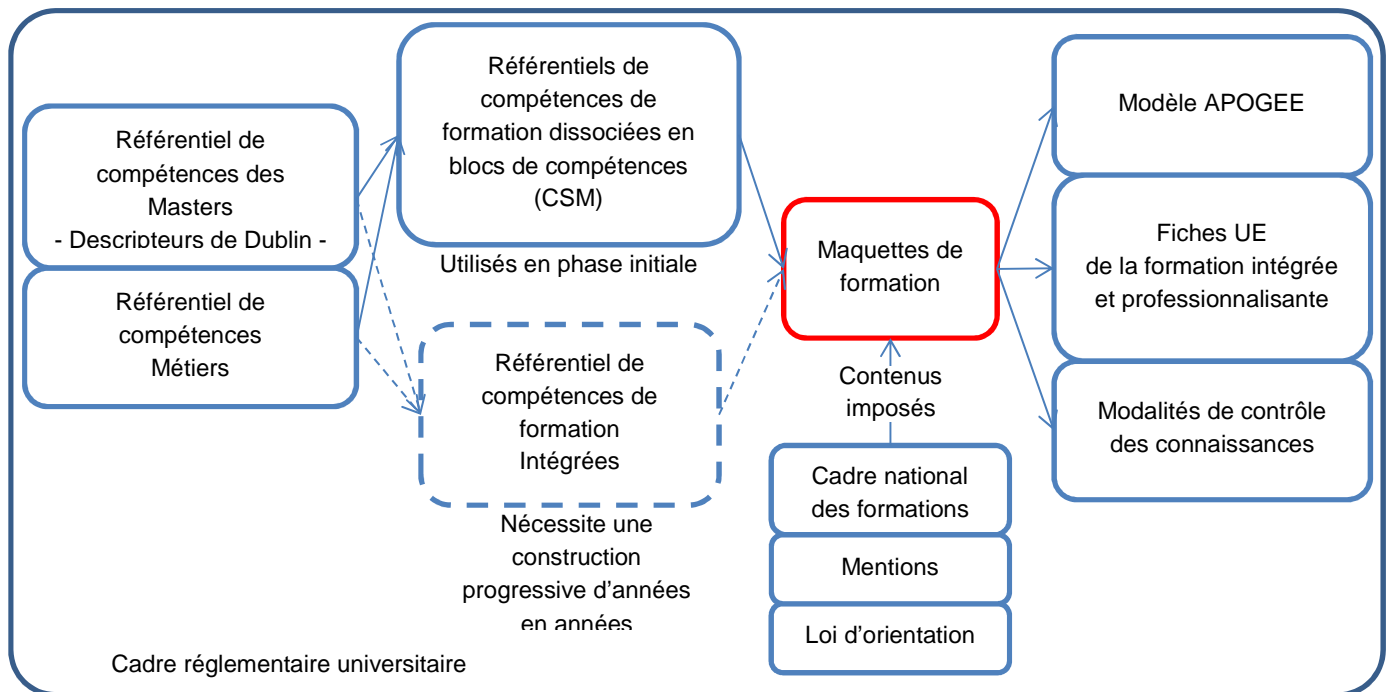 Référentiel de
compétences des
Masters
- Descripteurs de Dublin -
Référentiel de
compétences
Métiers
Référentiels de
compétences de
formation dissociées en
blocs de compétences
(CSM)
Utilisés en phase initiale
Référentiel de
compétences de
formation
Intégrées
Nécessite une
construction
progressive d'années
en années
Maquettes de
formation
Contenus
imposés
Cadre national
des formations
Mentions
Loi d'orientation
Modèle APOGEE
Fiches UE
de la formation intégrée
et professionnalisante
Modalités de contrôle
des connaissances
Cadre réglementaire universitaire